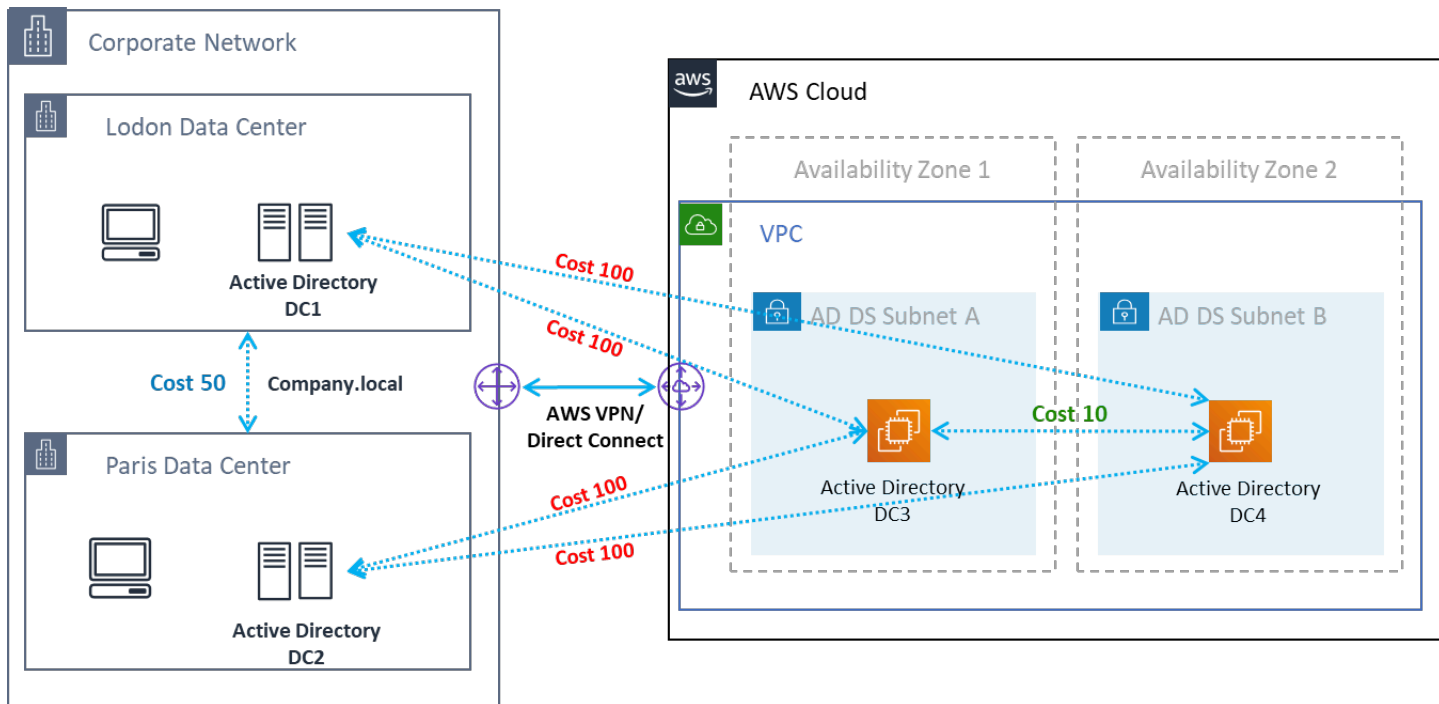 Corporate Network
Lodon Data Center
Active Directory
DC1
Cost 50
Company.local
Paris Data Center
Active Directory
DC2
AWS VPN/
Direct Connect
Cost 100
Cost 100
Cost 100
Cost 100
aws
AWS Cloud
Availability Zone 1
Availability Zone 2
VPC
AD DS Subnet A
AD DS Subnet B
Cost 10
Active Directory
DC3
Active Directory
DC4